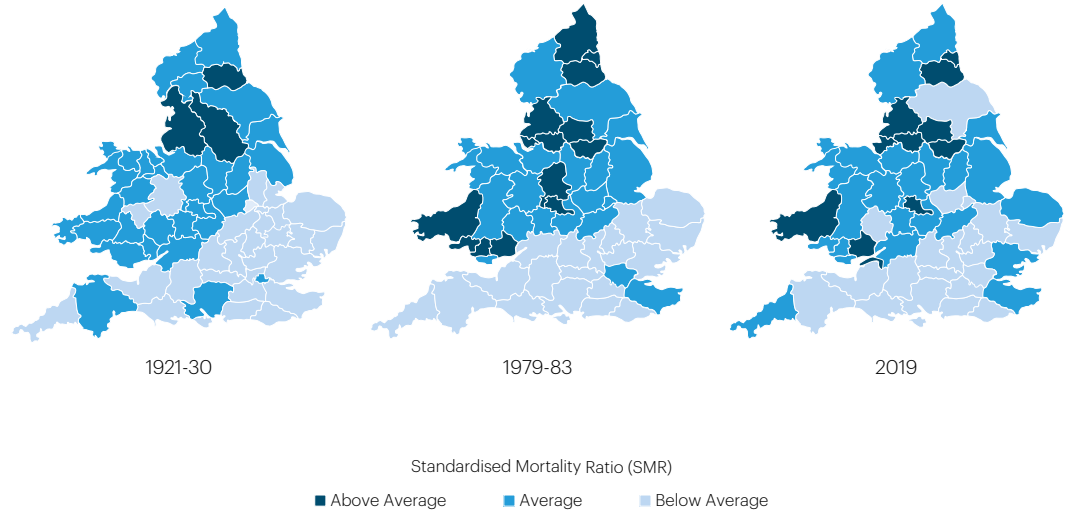 1921-30
1979-83
2019
Standardised Mortality Ratio (SMR)
Above Average
Average
Below Average